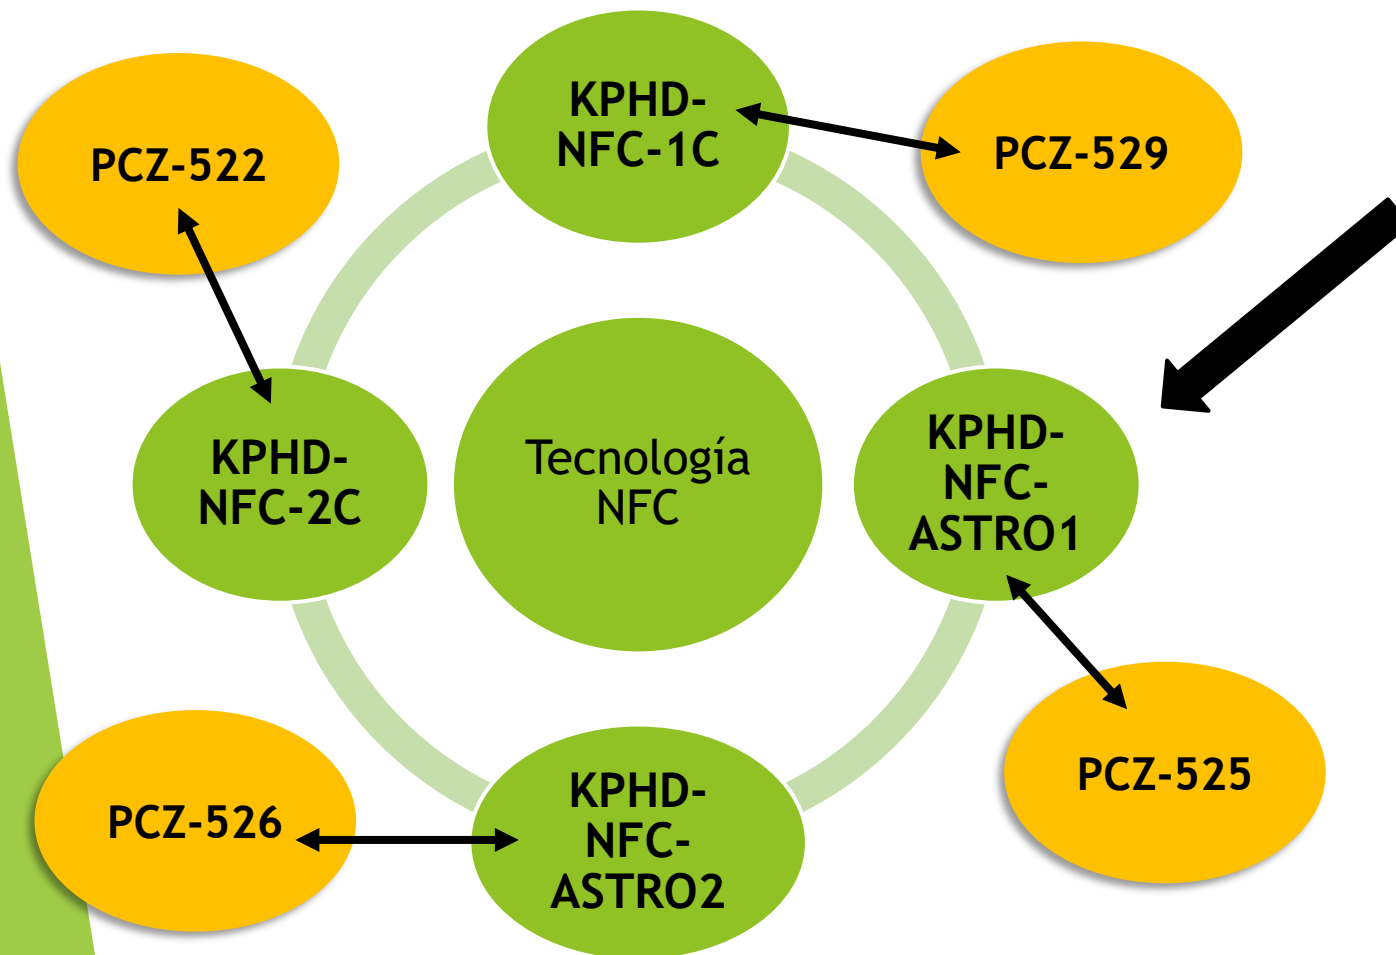 KPHD-
NFC-1C
PCZ-522
PCZ-529
Tecnología
NFC
KPHD-
NFC-2C
KPHD-
NFC-
ASTRO1
PCZ-525
PCZ-526
KPHD-
NFC-
ASTRO2